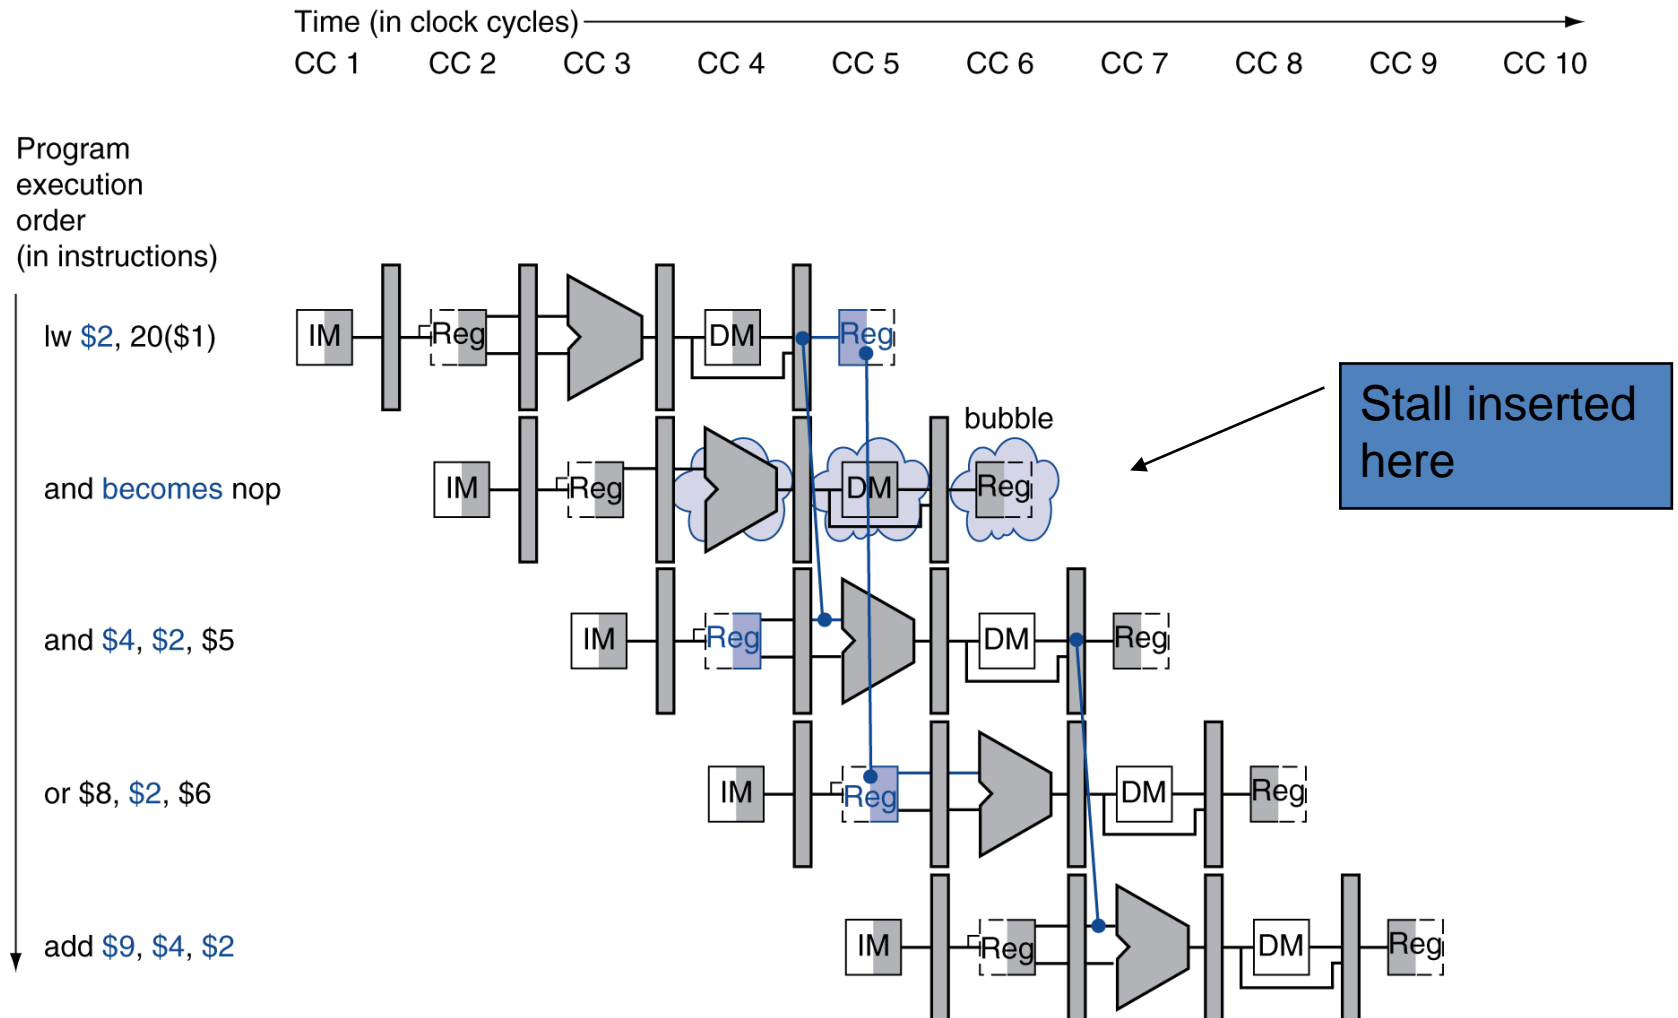 Time (in clock cycles)
CC 1 CC 2 CC 3 CC 4 CC 5 CC 6 CC 7 CC 8 CC 9 CC 10
Program
execution
order
(in instructions)
lw $2, 20($1) IM Reg DM Reg
bubble
Stall inserted
here
and becomes nop IM Reg DM Reg
and $4, $2, $5 IM Reg DM Reg
or $8, $2, $6 IM Reg DM Reg
add $9, $4, $2 IM Reg DM Reg